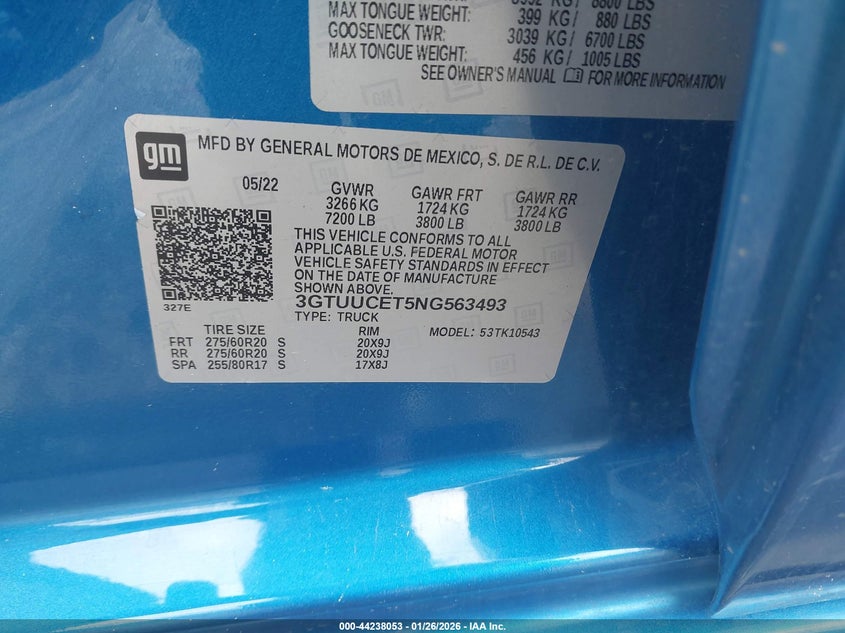 KG/ 8800 LBS
MAX TONGUE WEIGHT: 399 KG/ 880 LBS
GOOSENECK TWR: 3039 KG/ 6700 LBS
MAX TONGUE WEIGHT: 456 KG/ 1005 LBS
SEE OWNER'S MANUAL FOR MORE INFORMATION
gm
MFD BY GENERAL MOTORS DE MEXICO, S. DE R.L. DE C.V.
05/22 GVWR GAWR FRT GAWR RR
3266 KG 1724 KG 1724 KG
7200 LB 3800 LB 3800 LB
THIS VEHICLE CONFORMS TO ALL
APPLICABLE U.S. FEDERAL MOTOR
VEHICLE SAFETY STANDARDS IN EFFECT
ON THE DATE OF MANUFACTURE
SHOWN ABOVE.
327E
3GTUUCET5NG563493
TYPE: TRUCK MODEL: 53TK10543
TIRE SIZE RIM
FRT 275/60R20 S 20X9J
RR 275/60R20 S 20X9J
SPA 255/80R17 S 17X8J
000-44238053 — 01/26/2026 — IAA Inc.